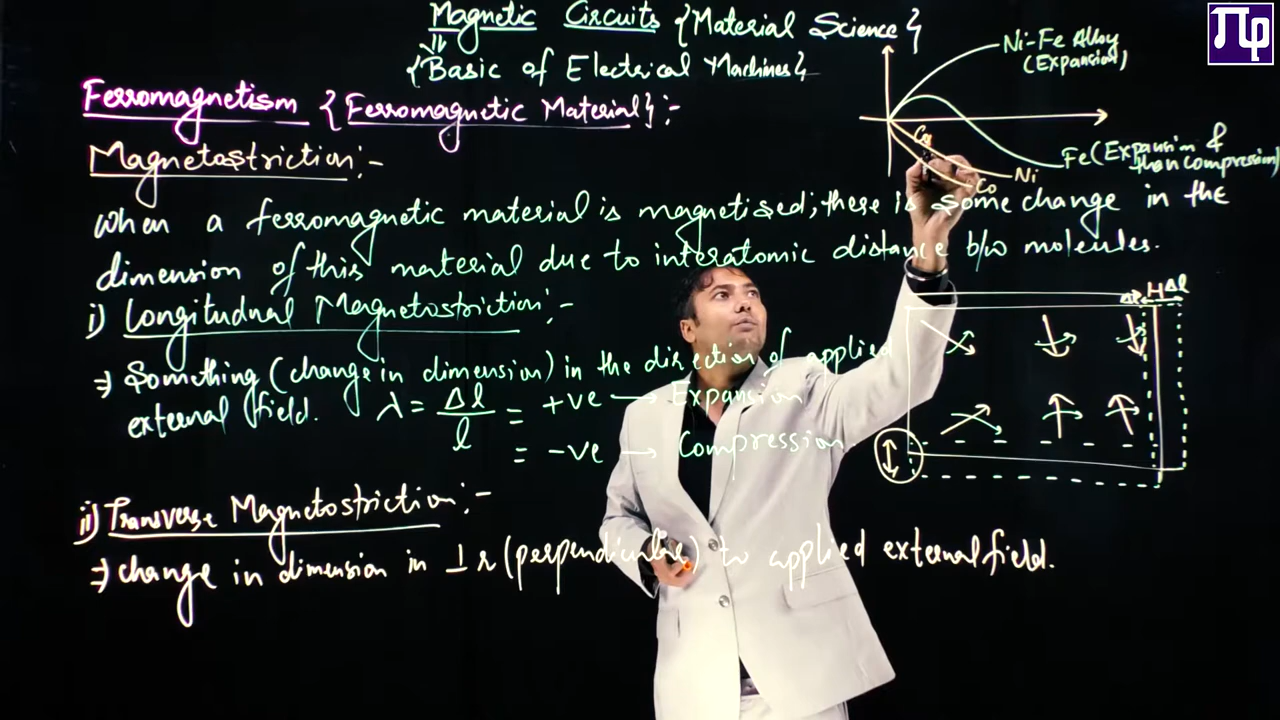 Magnetic Circuits {Material Science}
{Basic of Electrical Machines}
Ferromagnetism {Ferromagnetic Material} :-
Magnetostriction :-
When a ferromagnetic material is magnetised; there is some change in the
dimension of this material due to interatomic distance b/w molecules.
i) Longitudnal Magnetostriction :-
⇒ Something (change in dimension) in the direction of applied
external field. λ = Δl/l = +ve → Expansion
= -ve → Compression.
ii) Transverse Magnetostriction :-
⇒ change in dimension in ⊥r (perpendicular) to applied external field.
Ni-Fe Alloy
(Expansion)
Fe (Expansion &
then compression)
Ni
Co
Δl
Δl